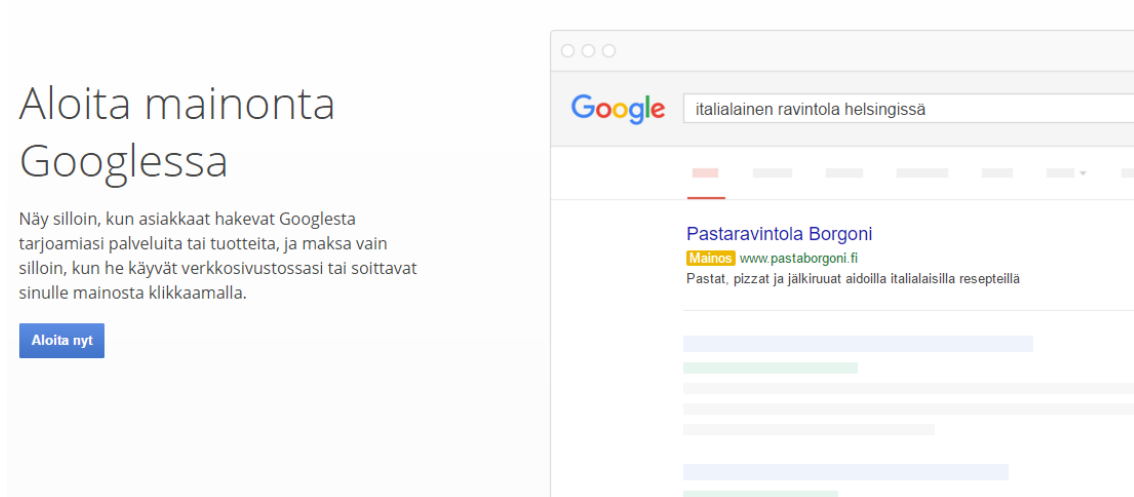 Aloita mainonta
Googlessa
Näy silloin, kun asiakkaat hakevat Googlesta
tarjoamiasi palveluita tai tuotteita, ja maksa vain
silloin, kun he käyvät verkkosivustossasi tai soittavat
sinulle mainosta klikkaamalla.
Aloita nyt
Google italialainen ravintola helsingissä
Pastaravintola Borgoni
Mainos www.pastaborgoni.fi
Pastat, pizzat ja jälkiruuat aidoilla italialaisilla resepteillä